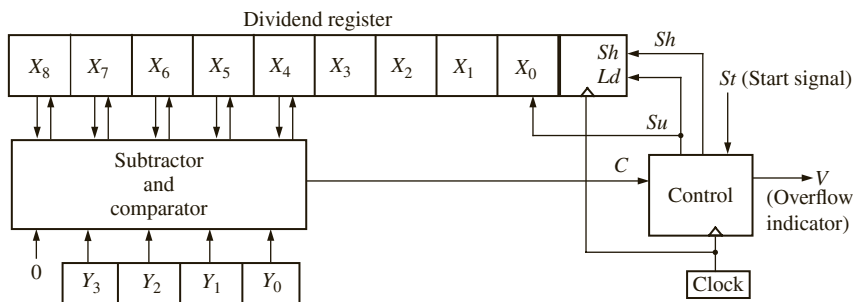 Dividend register
X8 X7 X6 X5 X4 X3 X2 X1 X0 Sh
Ld
Sh
St (Start signal)
Su
Subtractor
and
comparator
C
Control
V
(Overflow
indicator)
0
Y3 Y2 Y1 Y0
Clock